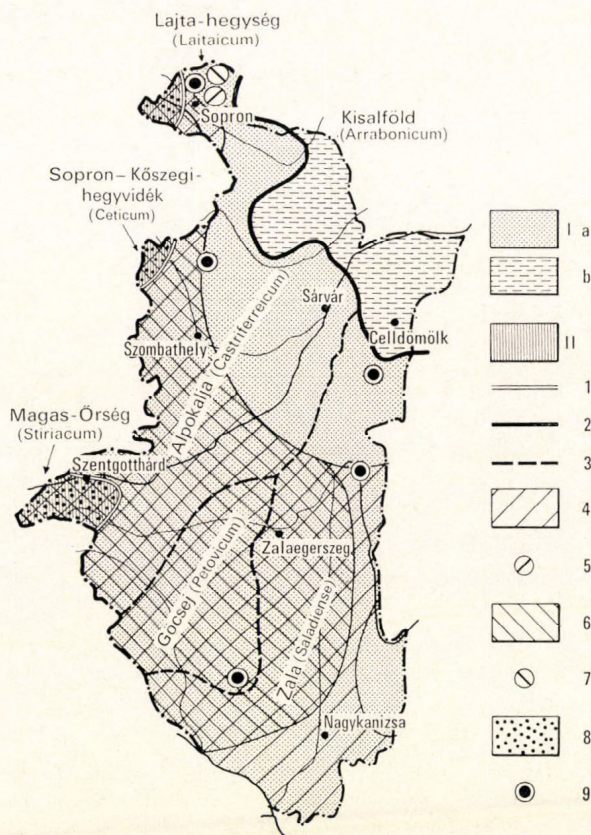 Lajta-hegység
(Laitaicum)
Sopron
Kisalföld
(Arrabonicum)
Sopron–Kőszegi-
hegyvidék
(Ceticum)
Sárvár
Celldömölk
Szombathely
Alpokalja (Castriferreicum)
Magas-Őrség
(Stiriacum)
Szentgotthárd
Zalaegerszeg
Göcsej (Petovicum)
Zala (Saladiense)
Nagykanizsa
I a
b
II
1
2
3
4
5
6
7
8
9